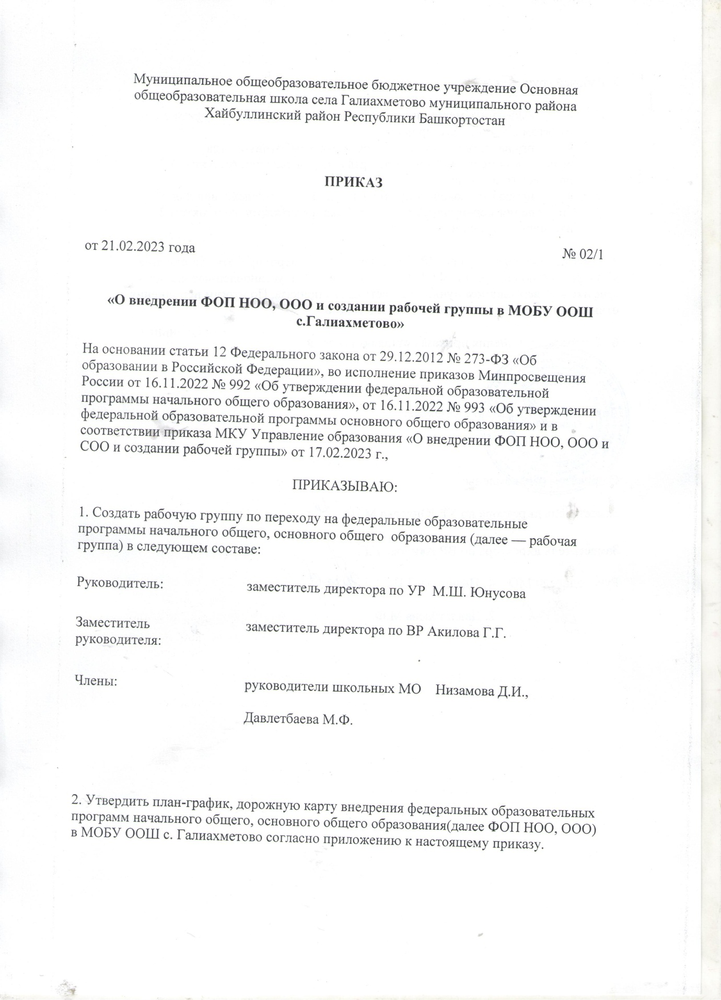 Муниципальное общеобразовательное бюджетное учреждение Основная
общеобразовательная школа села Галиахметово муниципального района
Хайбуллинский район Республики Башкортостан
ПРИКАЗ
от 21.02.2023 года № 02/1
«О внедрении ФОП НОО, ООО и создании рабочей группы в МОБУ ООШ
с.Галиахметово»
На основании статьи 12 Федерального закона от 29.12.2012 № 273-ФЗ «Об
образовании в Российской Федерации», во исполнение приказов Минпросвещения
России от 16.11.2022 № 992 «Об утверждении федеральной образовательной
программы начального общего образования», от 16.11.2022 № 993 «Об утверждении
федеральной образовательной программы основного общего образования» и в
соответствии приказа МКУ Управление образования «О внедрении ФОП НОО, ООО и
СОО и создании рабочей группы» от 17.02.2023 г.,
ПРИКАЗЫВАЮ:
1. Создать рабочую группу по переходу на федеральные образовательные
программы начального общего, основного общего образования (далее — рабочая
группа) в следующем составе:
Руководитель: заместитель директора по УР М.Ш. Юнусова
Заместитель
руководителя: заместитель директора по ВР Акилова Г.Г.
Члены: руководители школьных МО Низамова Д.И.,
Давлетбаева М.Ф.
2. Утвердить план-график, дорожную карту внедрения федеральных образовательных
программ начального общего, основного общего образования(далее ФОП НОО, ООО)
в МОБУ ООШ с. Галиахметово согласно приложению к настоящему приказу.